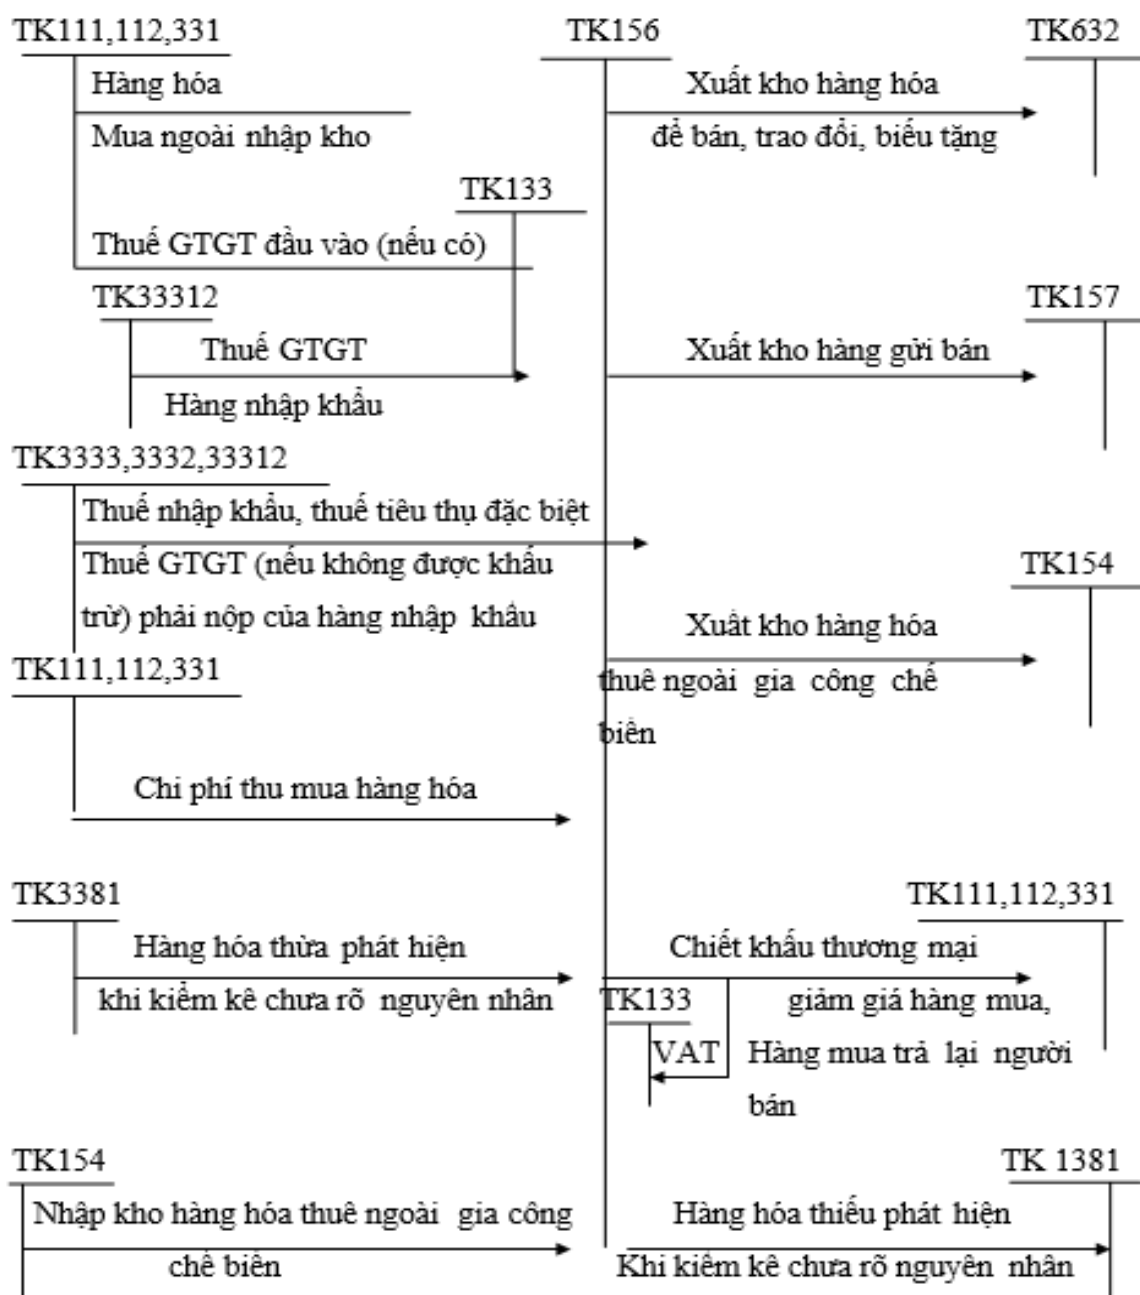 TK111,112,331
TK156
TK632
Hàng hóa
Xuất kho hàng hóa
Mua ngoài nhập kho
để bán, trao đổi, biếu tặng
TK133
Thuế GTGT đầu vào (nếu có)
TK33312
TK157
Thuế GTGT
Xuất kho hàng gửi bán
Hàng nhập khẩu
TK3333,3332,33312
Thuế nhập khẩu, thuế tiêu thụ đặc biệt
Thuế GTGT (nếu không được khấu
trừ) phải nộp của hàng nhập khẩu
TK154
Xuất kho hàng hóa
thuê ngoài gia công chế
biên
TK111,112,331
Chi phí thu mua hàng hóa
TK3381
TK111,112,331
Hàng hóa thừa phát hiện
khi kiểm kê chưa rõ nguyên nhân
Chiết khấu thương mại
TK133
giảm giá hàng mua,
VAT
Hàng mua trả lại người
bán
TK154
TK 1381
Nhập kho hàng hóa thuê ngoài gia công
chê biên
Hàng hóa thiếu phát hiện
Khi kiểm kê chưa rõ nguyên nhân